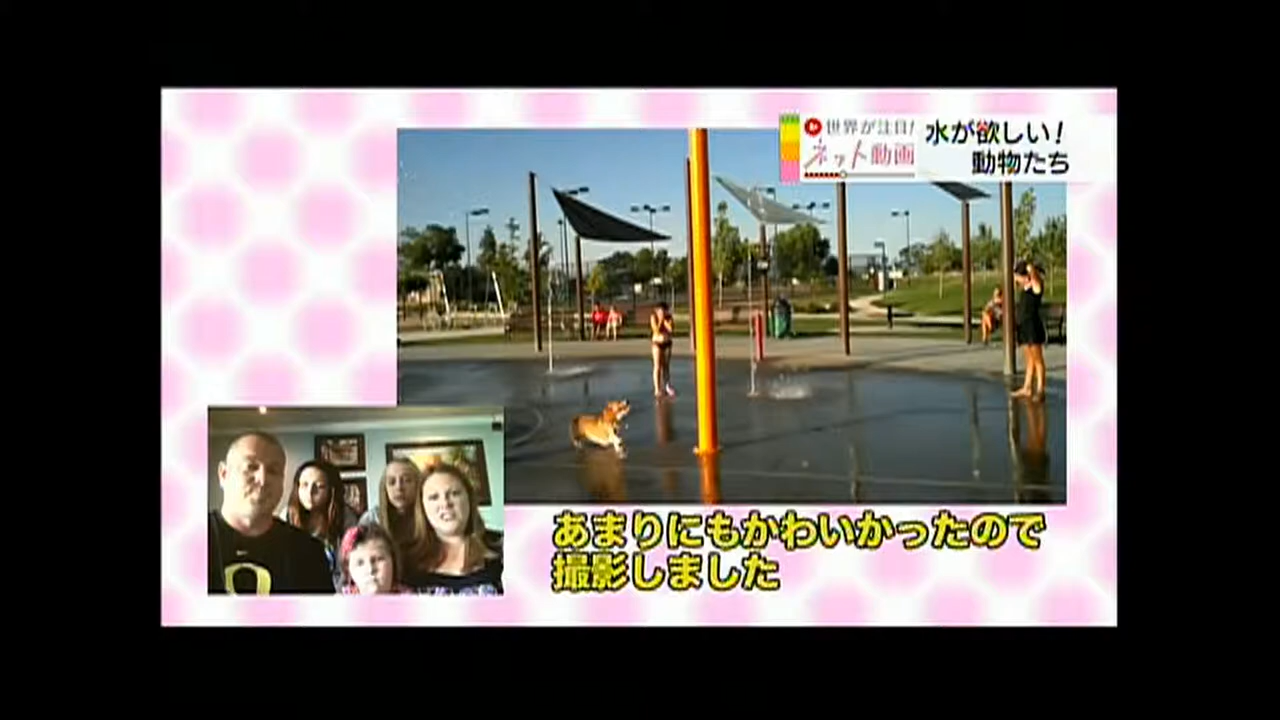 世界が注目!
ネット動画
水が欲しい!
動物たち
あまりにもかわいかったので
撮影しました